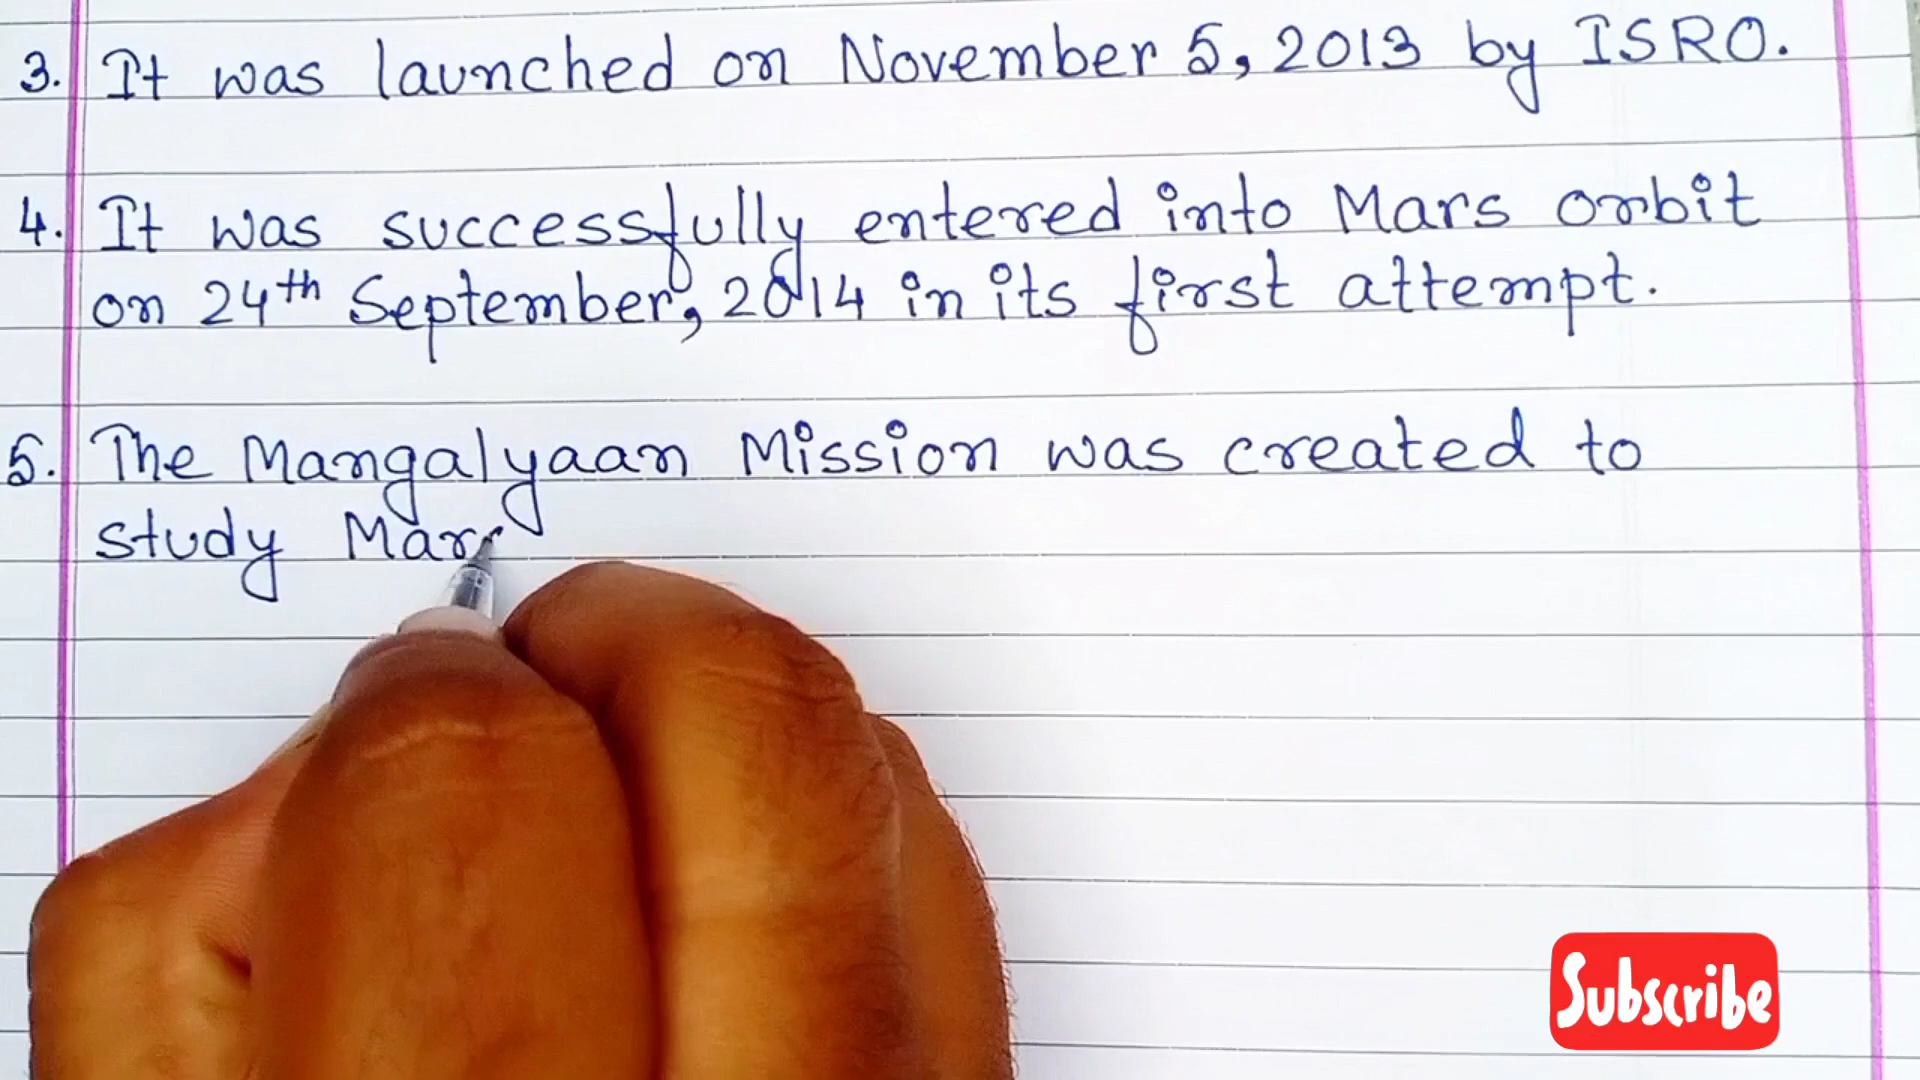 3. It was launched on November 5, 2013 by ISRO.
4. It was successfully entered into Mars orbit
on 24th September, 2014 in its first attempt.
5. The Mangalyaan Mission was created to
study Mars
Subscribe